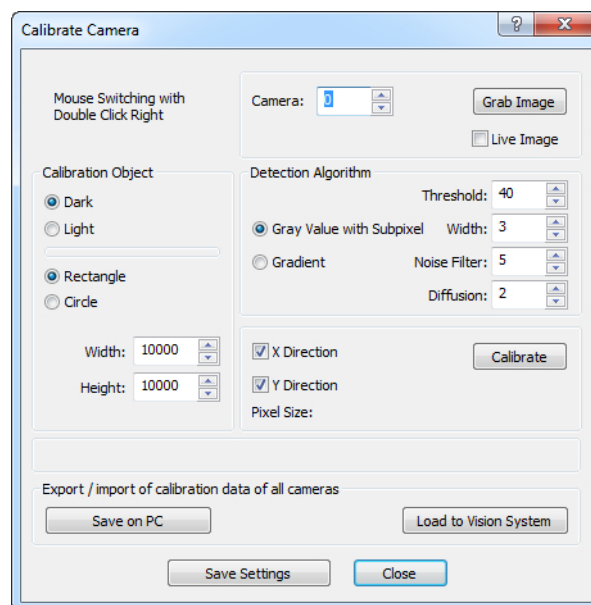 Calibrate Camera
?
X
Mouse Switching with
Double Click Right
Camera: 0
Grab Image
Live Image
Calibration Object
Dark
Light
Rectangle
Circle
Width: 10000
Height: 10000
Detection Algorithm
Threshold: 40
Gray Value with Subpixel Width: 3
Gradient Noise Filter: 5
Diffusion: 2
X Direction
Calibrate
Y Direction
Pixel Size:
Export / import of calibration data of all cameras
Save on PC
Load to Vision System
Save Settings
Close